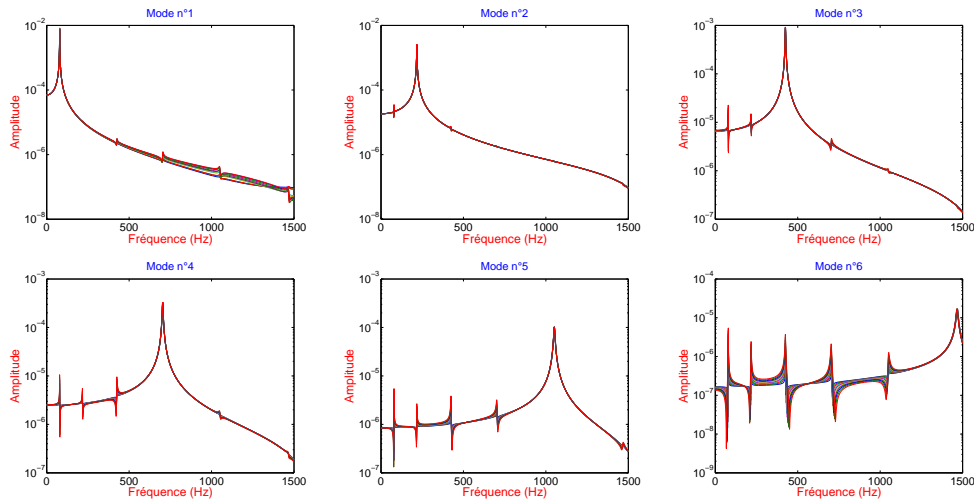 Mode n°1
Mode n°2
Mode n°3
10^-2
10^-4
10^-6
10^-8
Amplitude
0
500
1000
1500
Fréquence (Hz)
10^-2
10^-4
10^-6
10^-8
Amplitude
0
500
1000
1500
Fréquence (Hz)
10^-3
10^-4
10^-5
10^-6
10^-7
Amplitude
0
500
1000
1500
Fréquence (Hz)
Mode n°4
Mode n°5
Mode n°6
10^-3
10^-4
10^-5
10^-6
10^-7
Amplitude
0
500
1000
1500
Fréquence (Hz)
10^-3
10^-4
10^-5
10^-6
10^-7
Amplitude
0
500
1000
1500
Fréquence (Hz)
10^-4
10^-5
10^-6
10^-7
10^-8
10^-9
Amplitude
0
500
1000
1500
Fréquence (Hz)